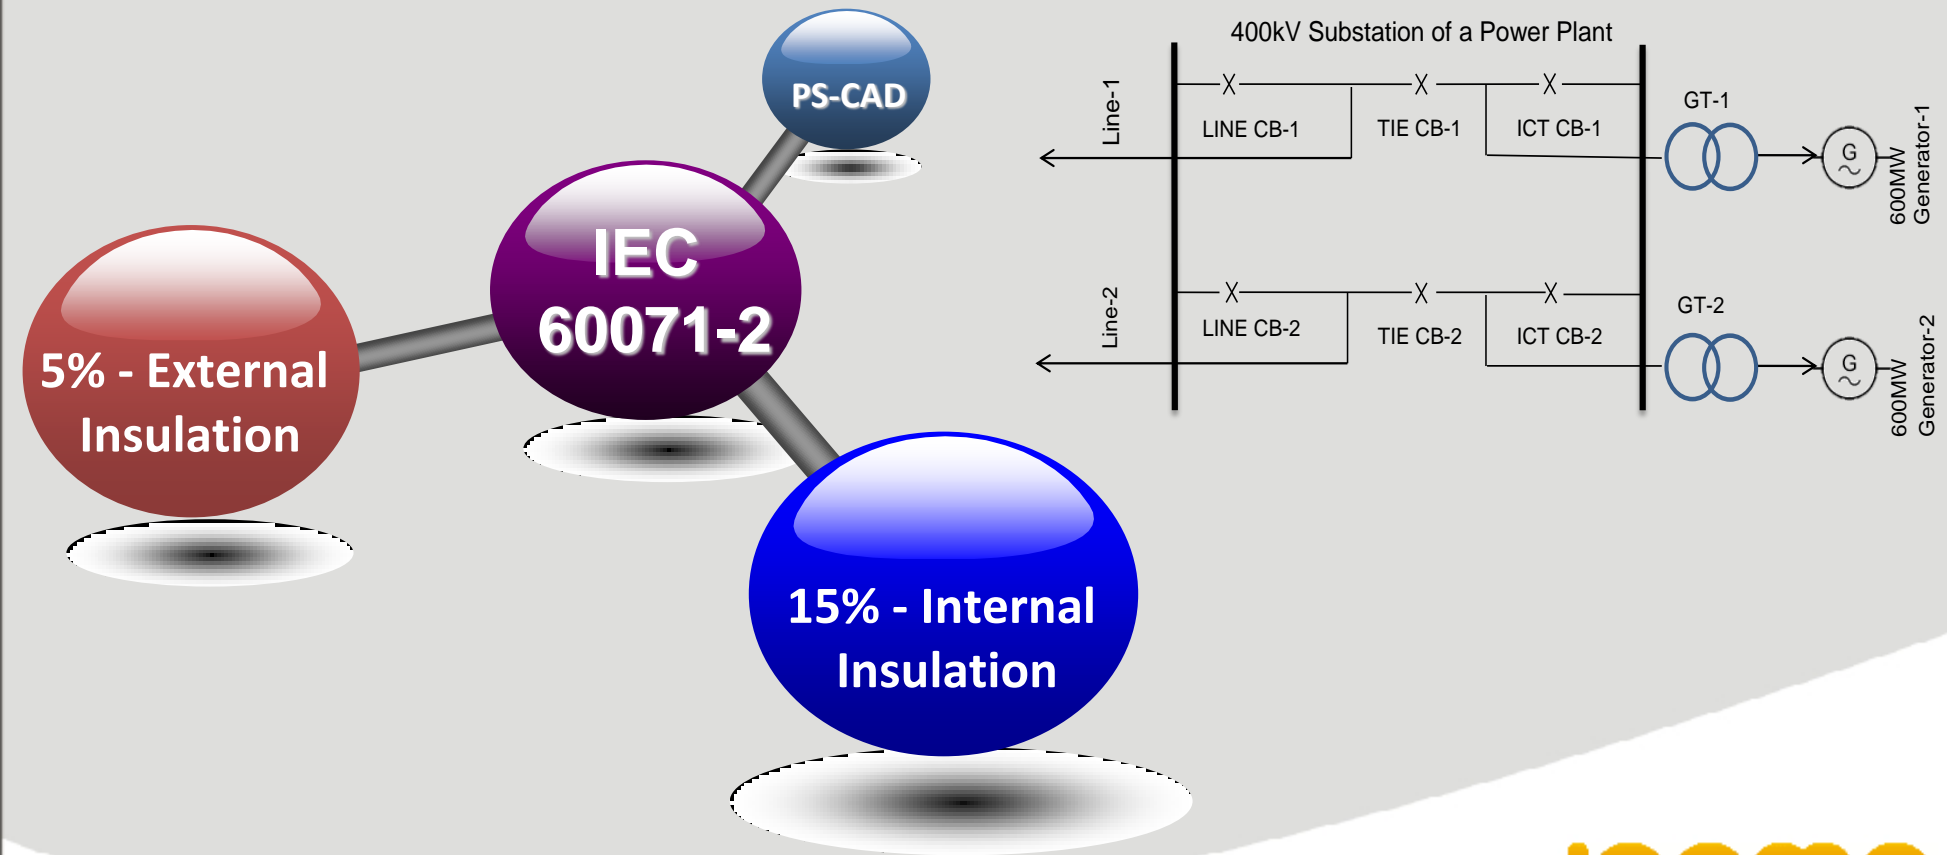 PS-CAD
IEC
60071-2
5% - External
Insulation
15% - Internal
Insulation
400kV Substation of a Power Plant
Line-1
LINE CB-1
TIE CB-1
ICT CB-1
GT-1
G
600MW
Generator-1
Line-2
LINE CB-2
TIE CB-2
ICT CB-2
GT-2
G
600MW
Generator-2